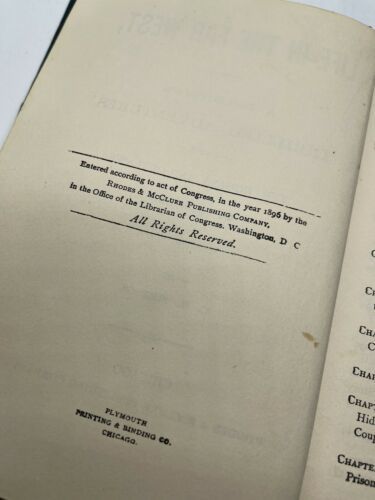 Entered according to act of Congress, in the year 1896 by the
RHODES & MCCLURE PUBLISHING COMPANY,
In the Office of the Librarian of Congress. Washington, D C
All Rights Reserved.
PLYMOUTH
PRINTING & BINDING CO.
CHICAGO.
CHA
C
CHAP
CHAPT
Hid
Coup
CHAPTE
Prison